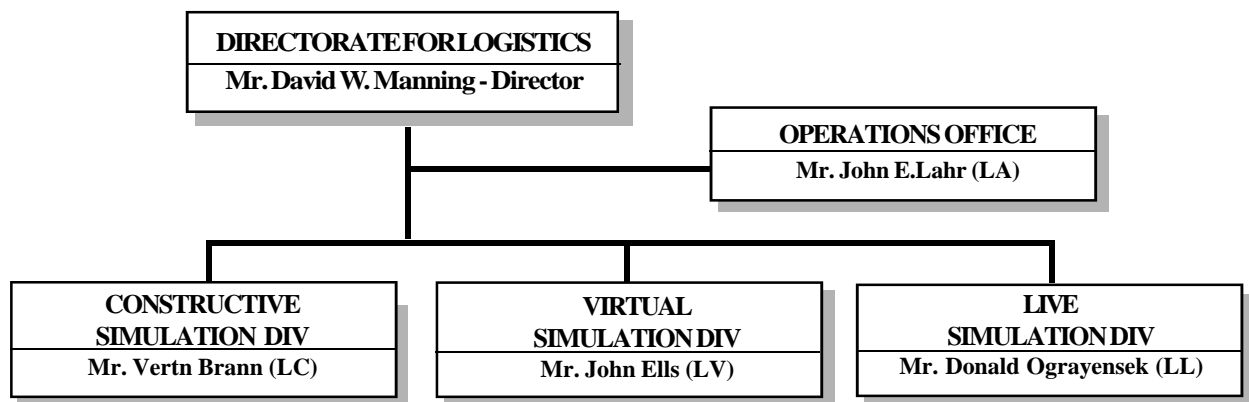 DIRECTORATE FOR LOGISTICS
Mr. David W. Manning - Director
OPERATIONS OFFICE
Mr. John E.Lahr (LA)
CONSTRUCTIVE
SIMULATION DIV
Mr. Vertn Brann (LC)
VIRTUAL
SIMULATION DIV
Mr. John Ells (LV)
LIVE
SIMULATION DIV
Mr. Donald Ograyensek (LL)